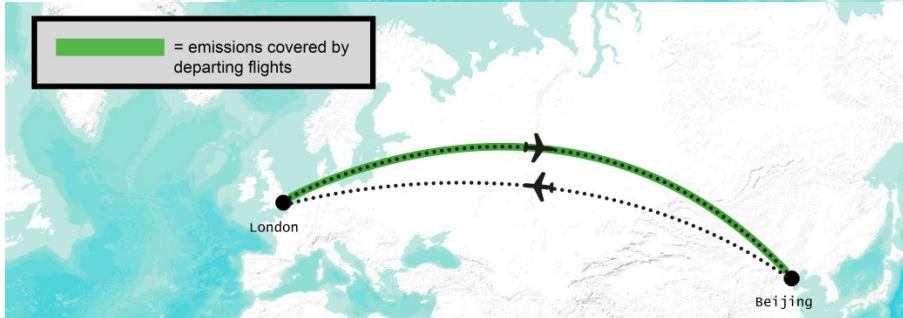 = emissions covered by
departing flights
London
Beijing